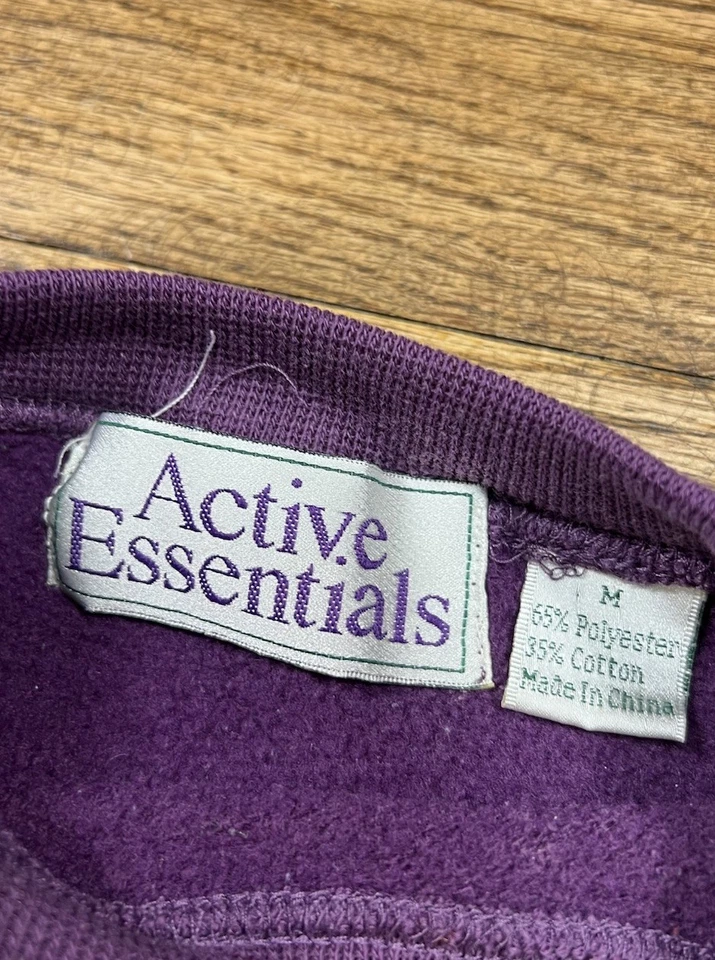 Active
Essentials
M
65% Polyester
35% Cotton
Made In China